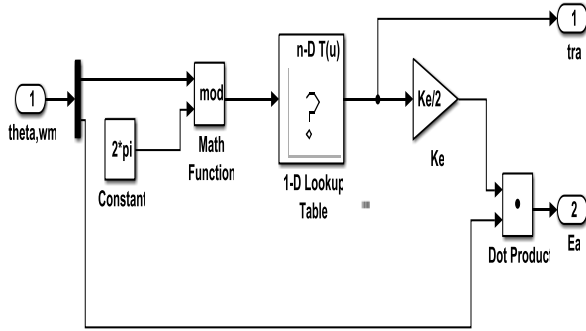 n-D T(u)
1
tra
1
theta,wm
mod
?
Ke/2
2*pi
Math
Function
Ke
Constant
1-D Lookup
Table
2
Ea
Dot Product